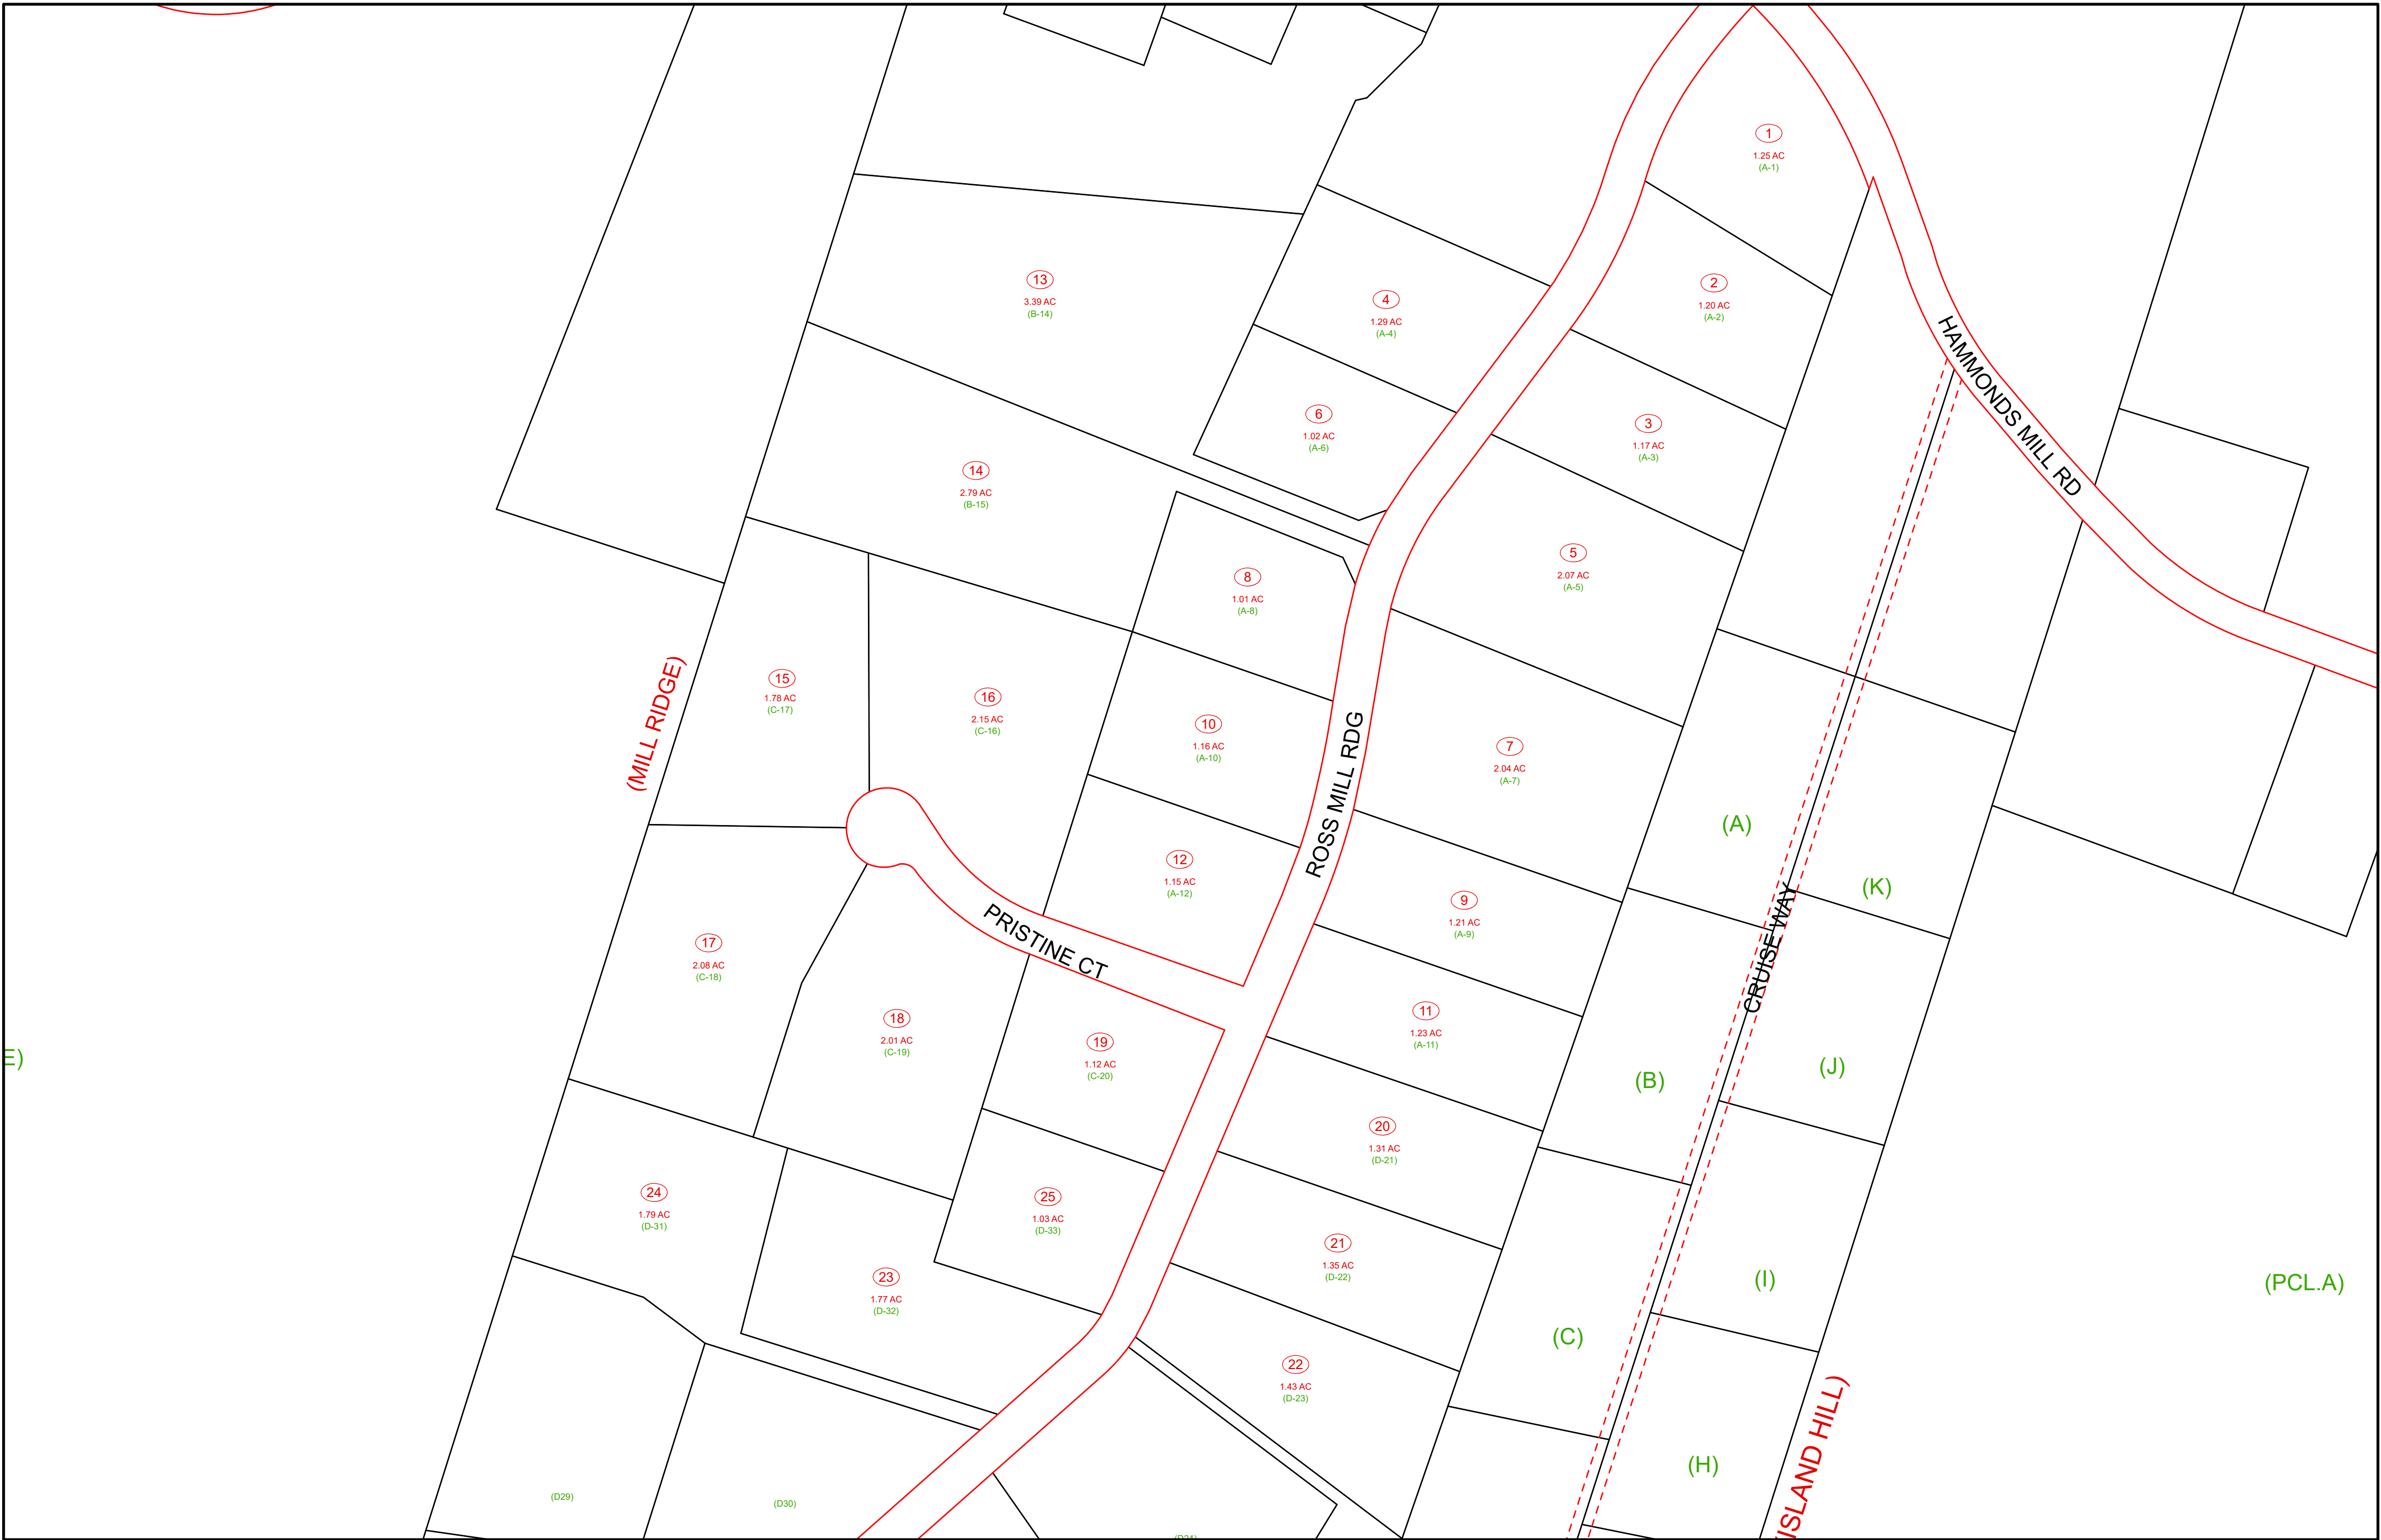 1
1.25 AC
(A-1)
13
3.39 AC
(B-14)
4
1.29 AC
(A-4)
2
1.20 AC
(A-2)
HAMMONDS MILL RD
6
1.02 AC
(A-6)
3
1.17 AC
(A-3)
14
2.79 AC
(B-15)
8
1.01 AC
(A-8)
5
2.07 AC
(A-5)
(MILL RIDGE)
15
1.78 AC
(C-17)
16
2.15 AC
(C-16)
10
1.16 AC
(A-10)
ROSS MILL RDG
7
2.04 AC
(A-7)
(A)
12
1.15 AC
(A-12)
9
1.21 AC
(A-9)
(K)
PRISTINE CT
CRUISE WAY
17
2.08 AC
(C-18)
18
2.01 AC
(C-19)
19
1.12 AC
(C-20)
11
1.23 AC
(A-11)
E)
(B)
(J)
20
1.31 AC
(D-21)
24
1.79 AC
(D-31)
25
1.03 AC
(D-33)
21
1.35 AC
(D-22)
23
1.77 AC
(D-32)
(I)
(PCL.A)
(C)
22
1.43 AC
(D-23)
(H)
ISLAND HILL)
(D29)
(D30)